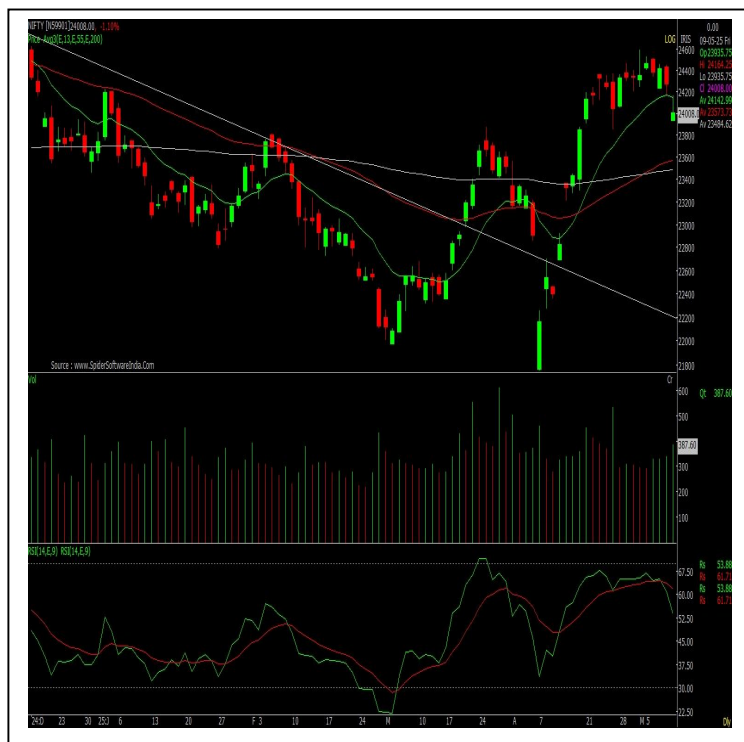 NIFTY [N59901]24008.00, -1.10%
Price Avg3(E,13,E,55,E,200)
LOG
IRIS
24600
24400
24200
24008.0
23800
23600
23400
23200
23000
22800
22600
22400
22200
22000
21800
0.00
09-05-25 Fri
Op 23935.75
Hi 24164.25
Lo 23935.75
Cl 24008.00
Av 24142.99
Av 23573.73
Av 23484.62
Source : www.SpiderSoftwareIndia.Com
Vol
Cr
600
500
387.60
300
200
100
Qt 387.60
RSI(14,E,9) RSI(14,E,9)
67.50
60.00
52.50
45.00
37.50
30.00
22.50
Rs 53.88
Rs 61.71
Rs 53.88
Rs 61.71
24:D 23 30 25:J 6 13 20 27 F 3 10 17 24 M 10 17 24 A 7 21 28 M 5
Dly